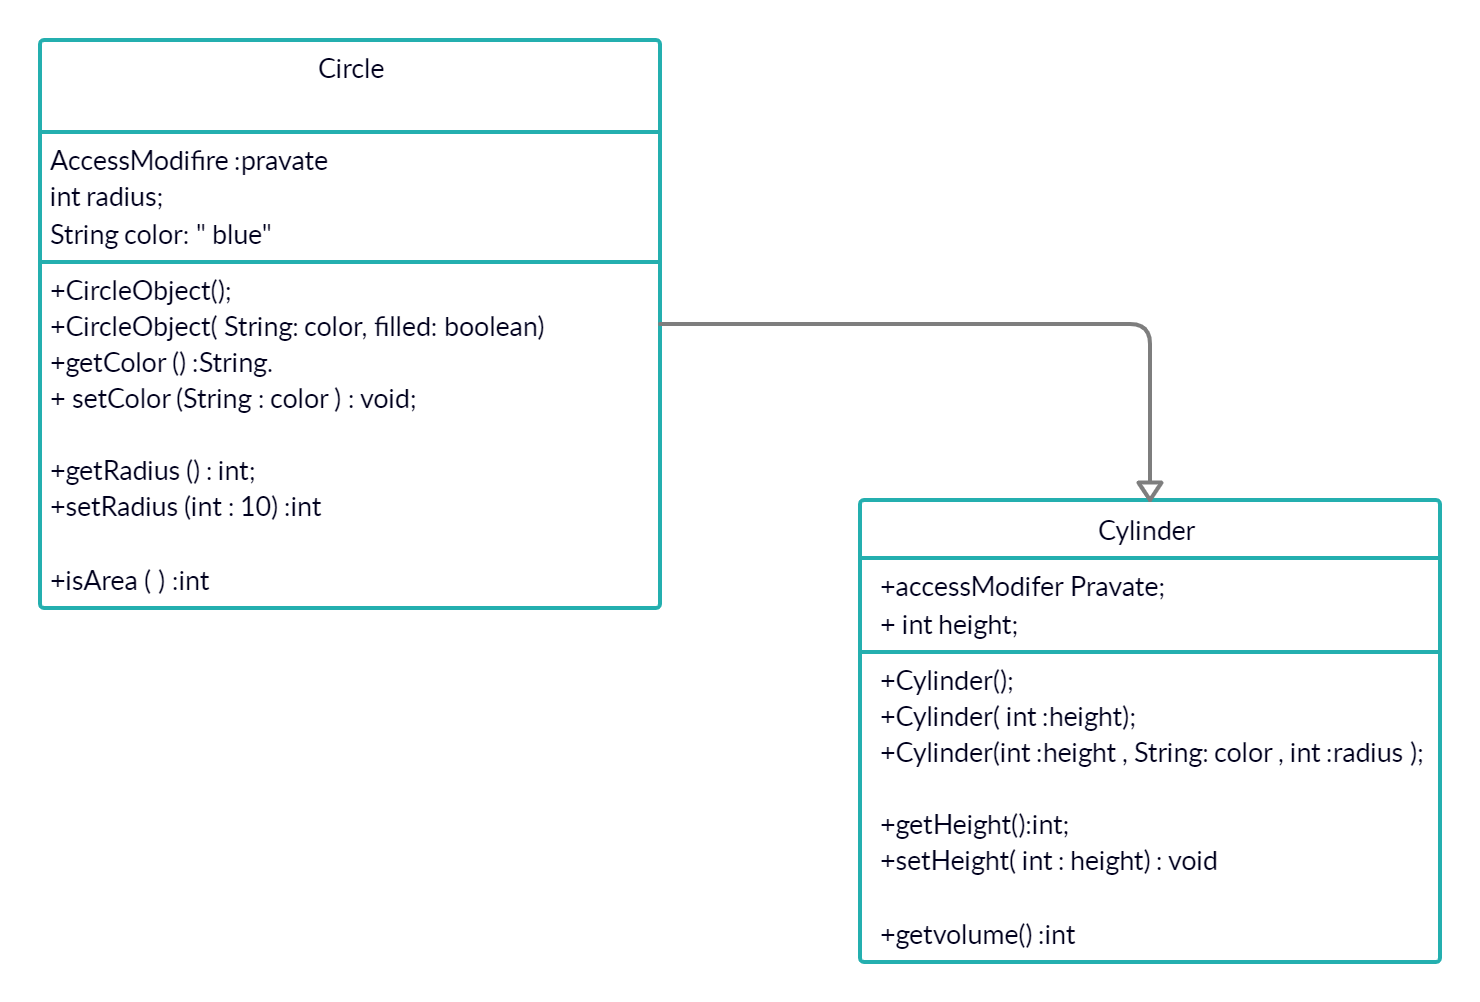 Circle
AccessModifire :pravate
int radius;
String color: " blue"
+CircleObject();
+CircleObject( String: color, filled: boolean)
+getColor () :String.
+ setColor (String : color ) : void;
+getRadius () : int;
+setRadius (int : 10) :int
+isArea ( ) :int
Cylinder
+accessModifer Pravate;
+ int height;
+Cylinder();
+Cylinder( int :height);
+Cylinder(int :height , String: color , int :radius );
+getHeight():int;
+setHeight( int : height) : void
+getvolume() :int